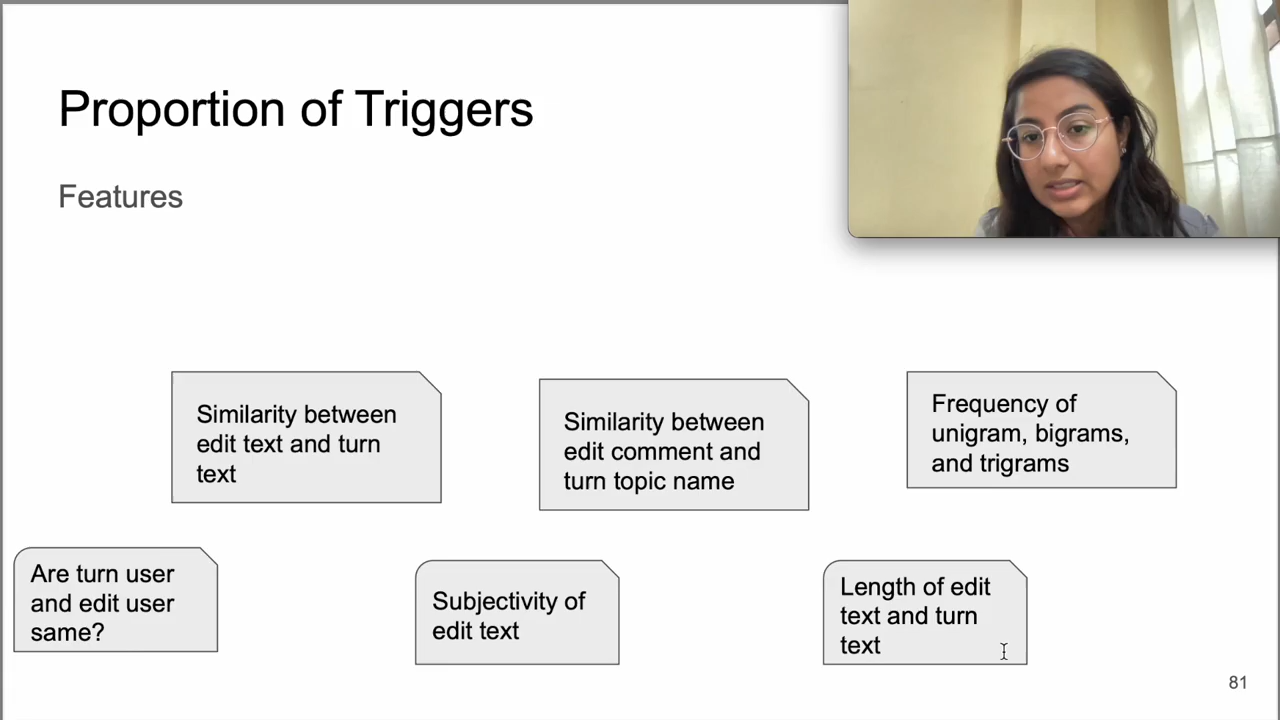 Proportion of Triggers
Features
Similarity between
edit text and turn
text
Similarity between
edit comment and
turn topic name
Frequency of
unigram, bigrams,
and trigrams
Are turn user
and edit user
same?
Subjectivity of
edit text
Length of edit
text and turn
text
81